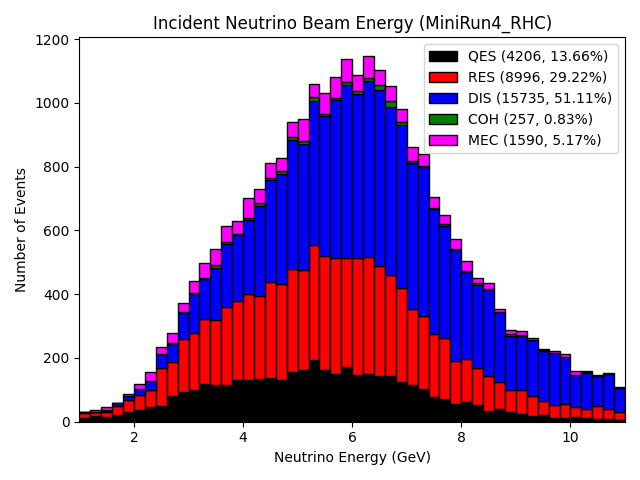 Incident Neutrino Beam Energy (MiniRun4_RHC)
QES (4206, 13.66%)
RES (8996, 29.22%)
DIS (15735, 51.11%)
COH (257, 0.83%)
MEC (1590, 5.17%)
Number of Events
1200
1000
800
600
400
200
0
2 4 6 8 10
Neutrino Energy (GeV)